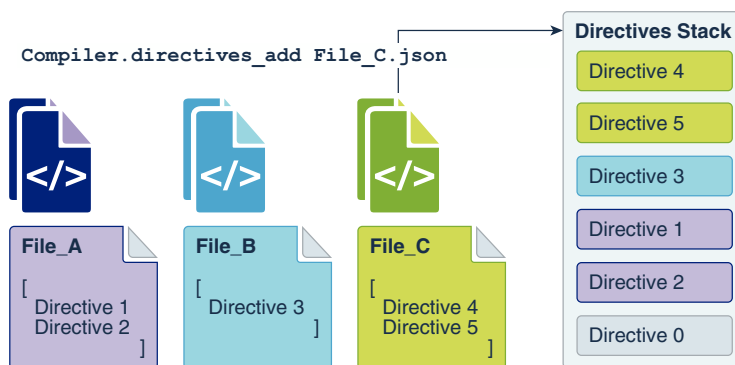 Compiler.directives_add File_C.json
</>
</>
</>
File_A
[
Directive 1
Directive 2
]
File_B
[
Directive 3
]
File_C
[
Directive 4
Directive 5
]
Directives Stack
Directive 4
Directive 5
Directive 3
Directive 1
Directive 2
Directive 0